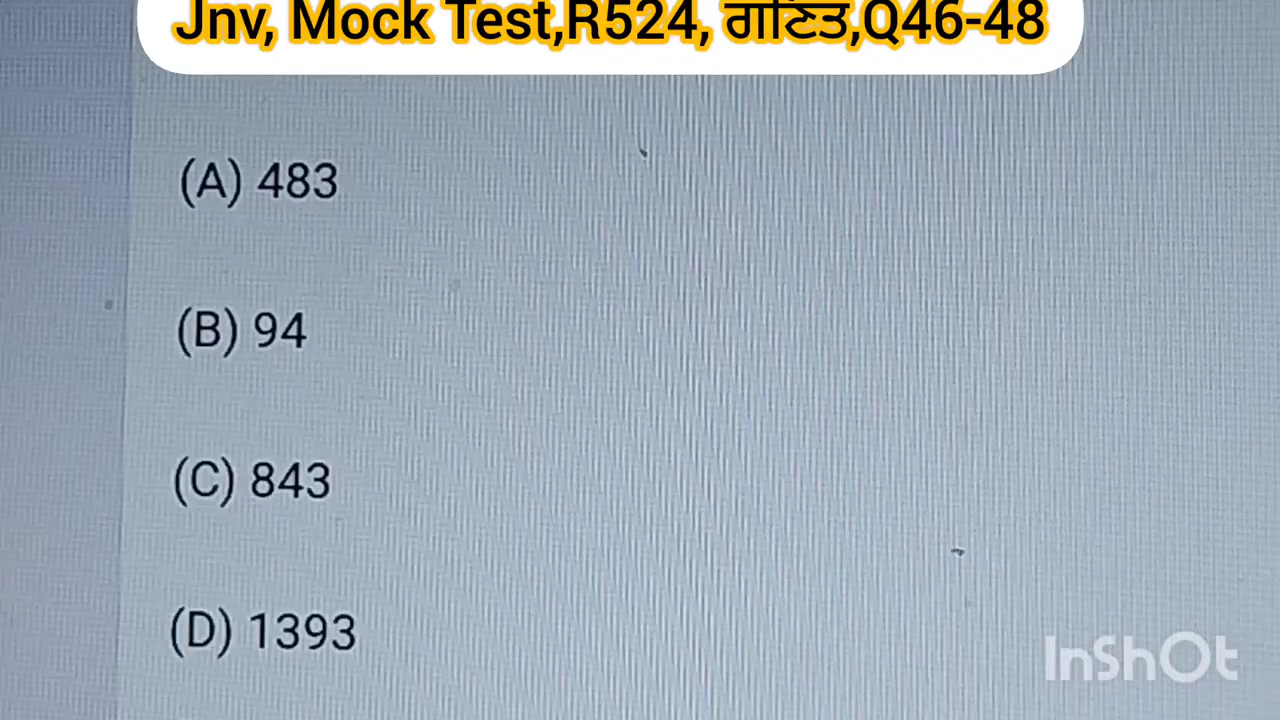 Jnv, Mock Test,R524, ਗਣਿਤ,Q46-48
(A) 483
(B) 94
(C) 843
(D) 1393
InShOt